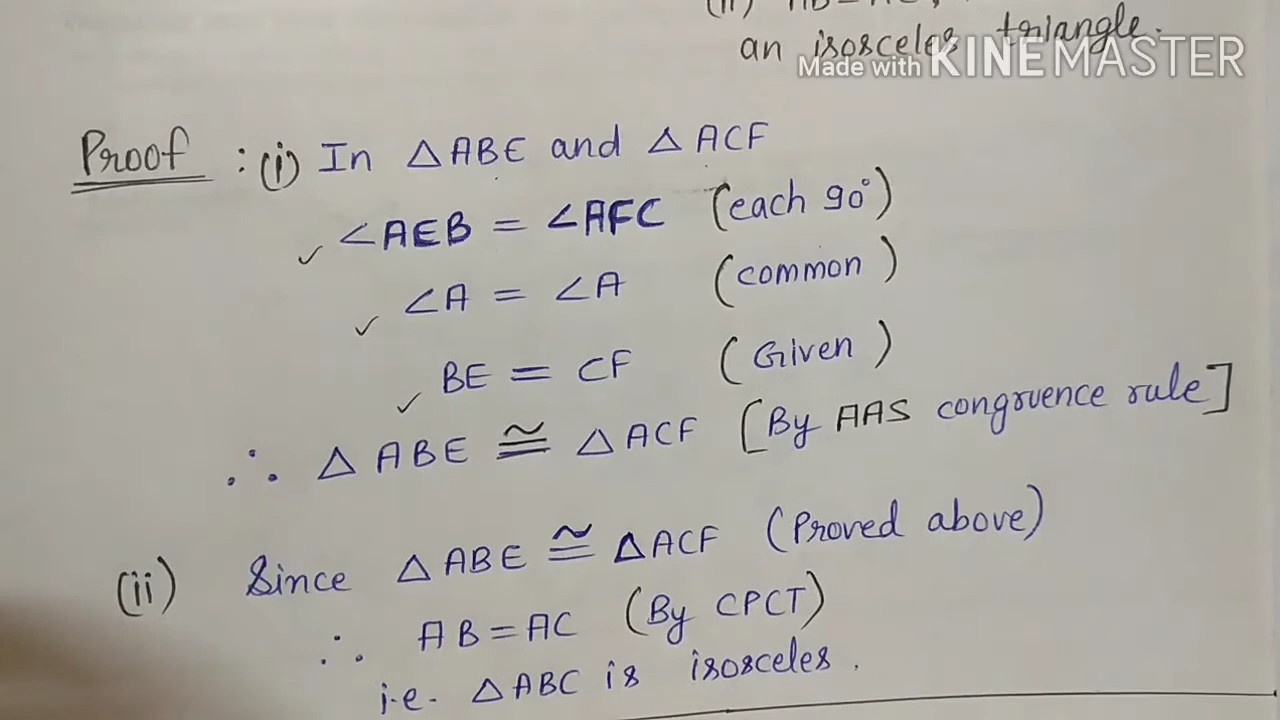 an isosceles triangle.
Made with KINEMASTER
Proof : (i) In △ABE and △ACF
∠AEB = ∠AFC (each 90°)
∠A = ∠A (common)
BE = CF (Given)
∴ △ABE ≅ △ACF [By AAS congruence rule]
(ii) Since △ABE ≅ △ACF (Proved above)
∴ AB = AC (By CPCT)
i.e. △ABC is isosceles.